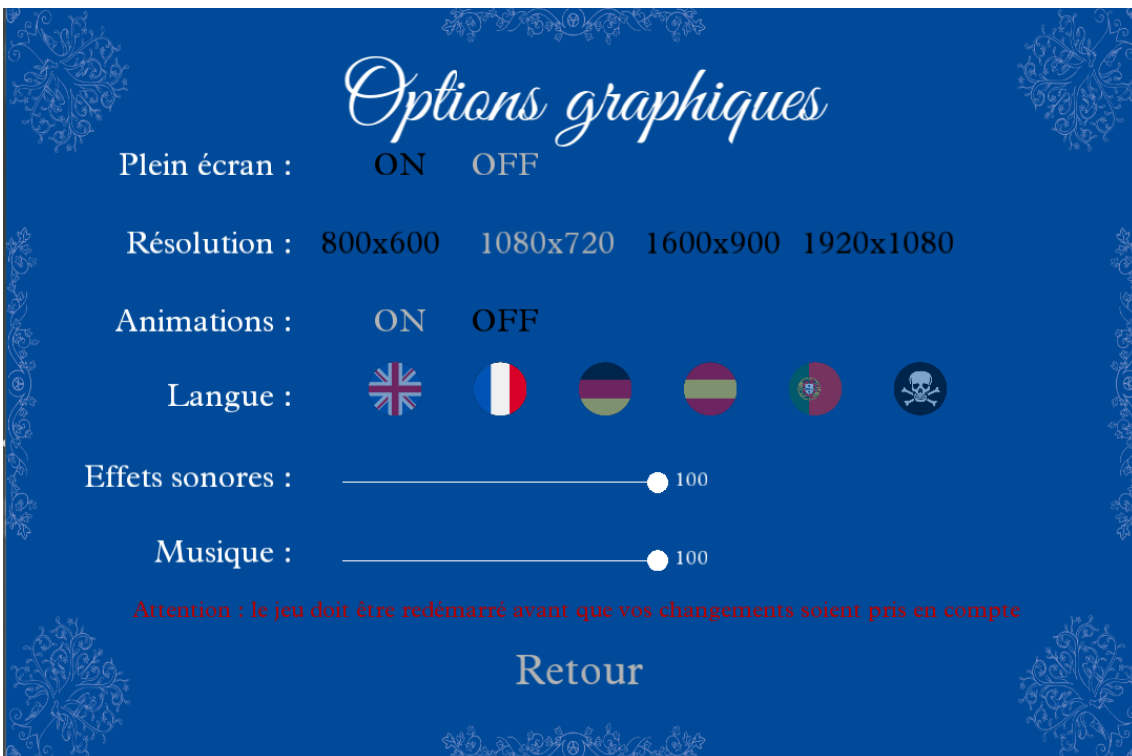 Options graphiques
Plein écran : ON OFF
Résolution : 800x600 1080x720 1600x900 1920x1080
Animations : ON OFF
Langue :
Effets sonores : 100
Musique : 100
Attention : le jeu doit être redémarré avant que vos changements soient pris en compte
Retour